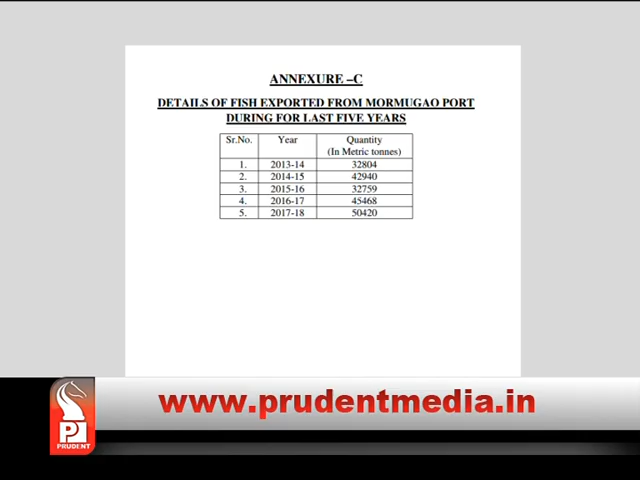 ANNEXURE –C
DETAILS OF FISH EXPORTED FROM MORMUGAO PORT
DURING FOR LAST FIVE YEARS
Sr.No. Year Quantity
(In Metric tonnes)
1. 2013-14 32804
2. 2014-15 42940
3. 2015-16 32759
4. 2016-17 45468
5. 2017-18 50420
www.prudentmedia.in
PRUDENT